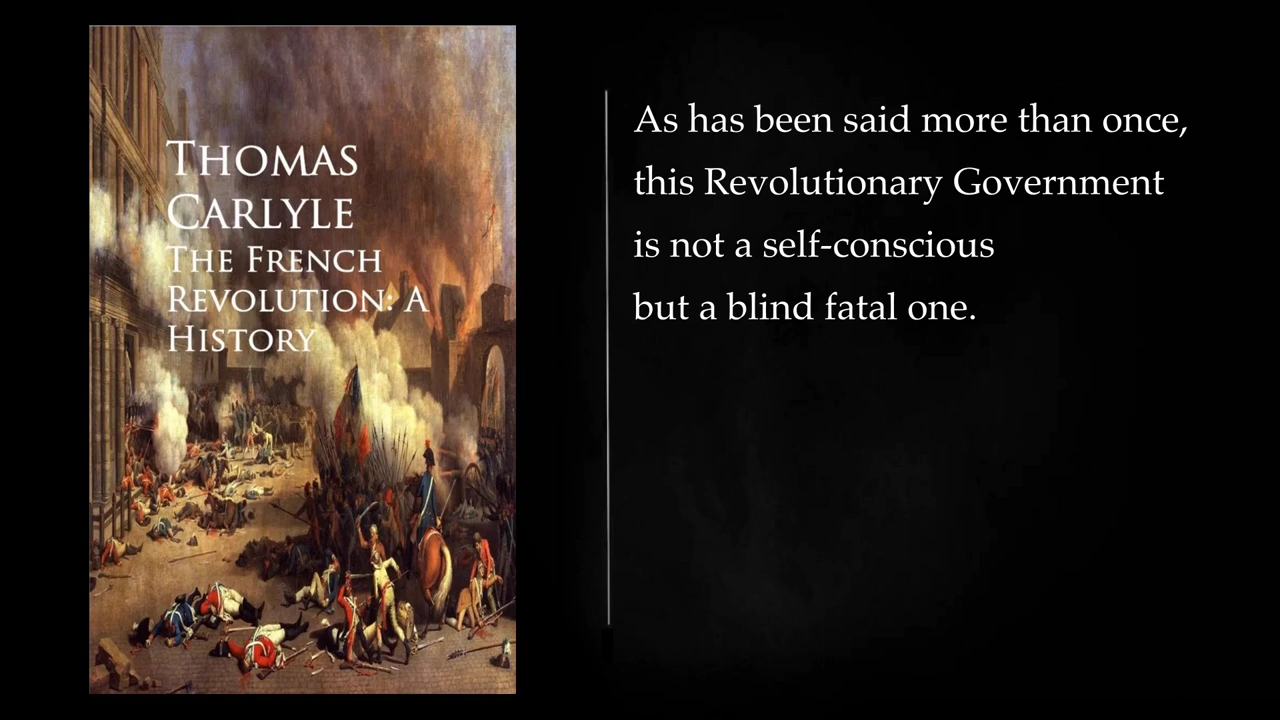 THOMAS
CARLYLE
THE FRENCH
REVOLUTION: A
HISTORY
As has been said more than once,
this Revolutionary Government
is not a self-conscious
but a blind fatal one.